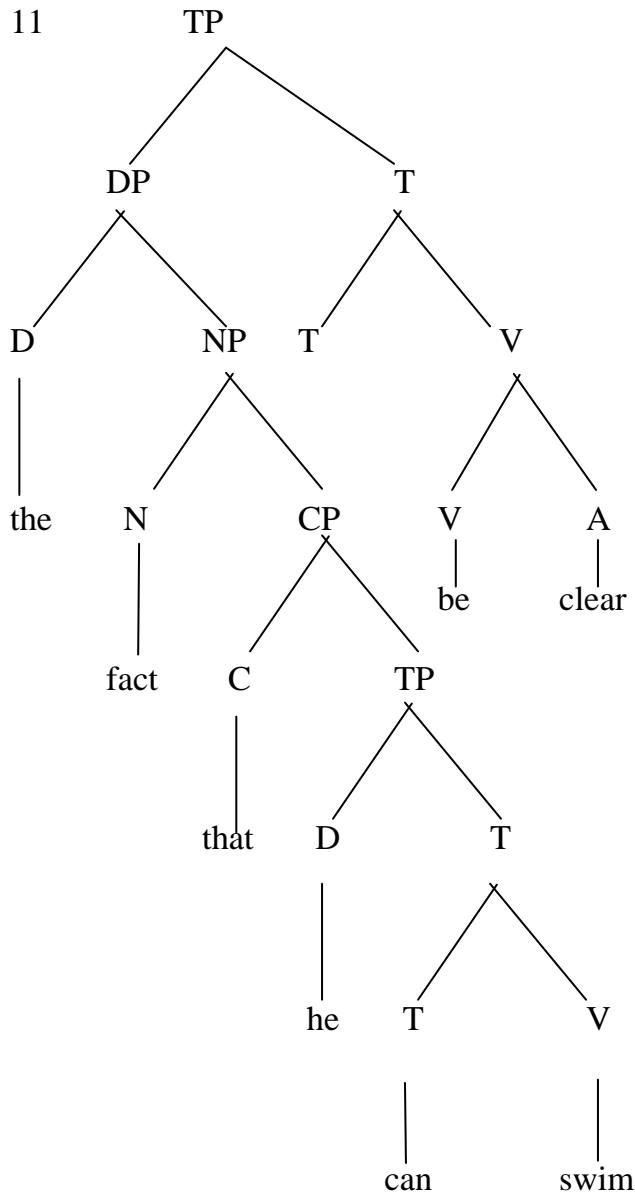 11 TP
DP T
D NP T V
the N CP V A
be clear
fact C TP
that D T
he T V
can swim